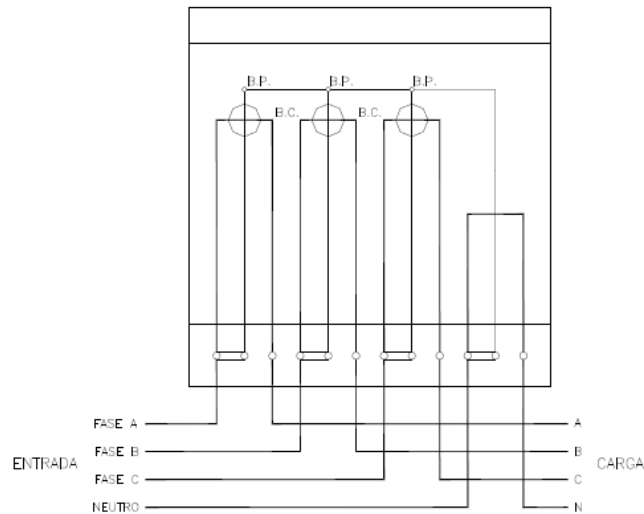 B.P. B.P. B.P.
B.C. B.C.
FASE A A
FASE B B
ENTRADA CARGA
FASE C C
NEUTRO N